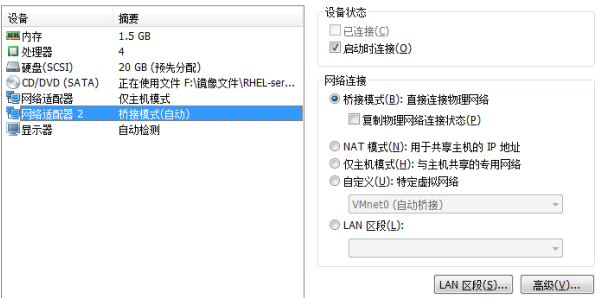 设备 摘要
内存 1.5 GB
处理器 4
硬盘(SCSI) 20 GB (预先分配)
CD/DVD (SATA) 正在使用文件 F:\镜像文件\RHEL-ser...
网络适配器 仅主机模式
网络适配器 2 桥接模式(自动)
显示器 自动检测
设备状态
已连接(C)
启动时连接(O)
网络连接
桥接模式(B): 直接连接物理网络
复制物理网络连接状态(P)
NAT 模式(N): 用于共享主机的 IP 地址
仅主机模式(H): 与主机共享的专用网络
自定义(U): 特定虚拟网络
VMnet0 (自动桥接)
LAN 区段(L):
LAN 区段(S)... 高级(V)...